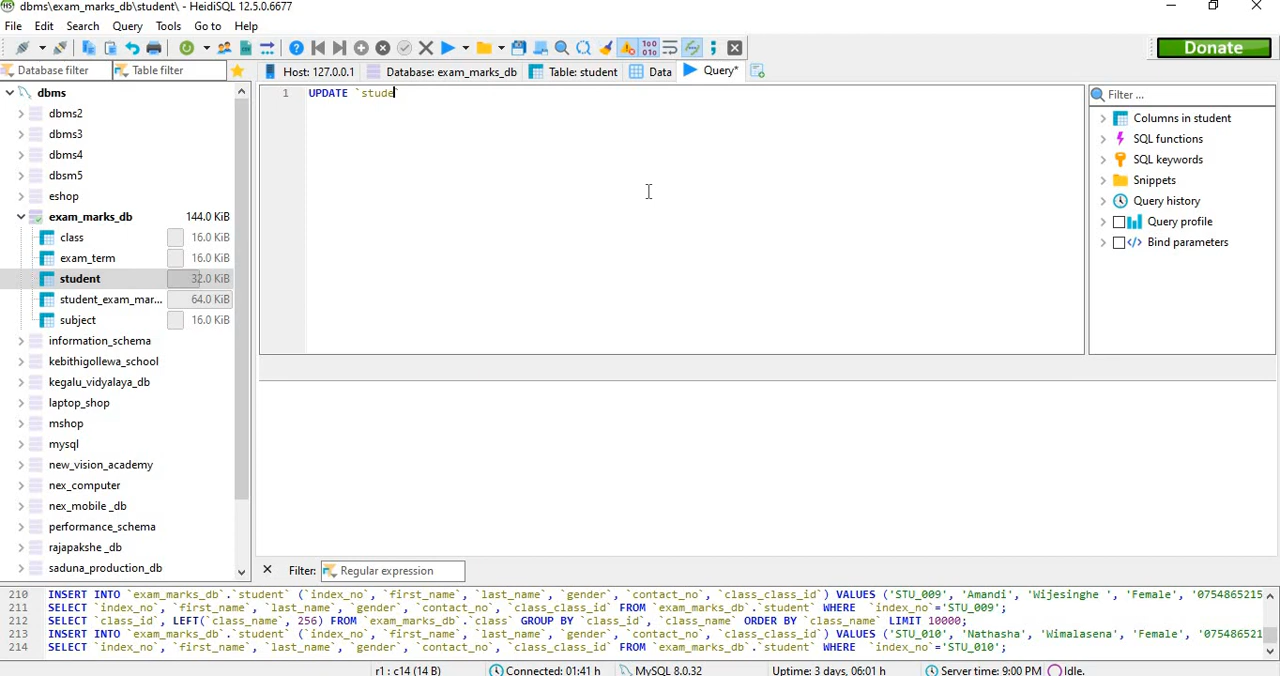 dbms\exam_marks_db\student\ - HeidiSQL 12.5.0.6677
File Edit Search Query Tools Go to Help
Donate
Database filter Table filter Host: 127.0.0.1 Database: exam_marks_db Table: student Data Query*
1 UPDATE `stude`
dbms
dbms2
dbms3
dbms4
dbsm5
eshop
exam_marks_db 144.0 KiB
class 16.0 KiB
exam_term 16.0 KiB
student 32.0 KiB
student_exam_mar... 64.0 KiB
subject 16.0 KiB
information_schema
kebithigollewa_school
kegalu_vidyalaya_db
laptop_shop
mshop
mysql
new_vision_academy
nex_computer
nex_mobile _db
performance_schema
rajapakshe _db
saduna_production_db
Filter ...
Columns in student
SQL functions
SQL keywords
Snippets
Query history
Query profile
Bind parameters
Filter: Regular expression
210 INSERT INTO `exam_marks_db`.`student` (`index_no`, `first_name`, `last_name`, `gender`, `contact_no`, `class_class_id`) VALUES ('STU_009', 'Amandi', 'Wijesinghe ', 'Female', '0754865215
211 SELECT `index_no`, `first_name`, `last_name`, `gender`, `contact_no`, `class_class_id` FROM `exam_marks_db`.`student` WHERE `index_no`='STU_009';
212 SELECT `class_id`, LEFT(`class_name`, 256) FROM `exam_marks_db`.`class` GROUP BY `class_id`, `class_name` ORDER BY `class_name` LIMIT 10000;
213 INSERT INTO `exam_marks_db`.`student` (`index_no`, `first_name`, `last_name`, `gender`, `contact_no`, `class_class_id`) VALUES ('STU_010', 'Nathasha', 'Wimalasena', 'Female', '07548652
214 SELECT `index_no`, `first_name`, `last_name`, `gender`, `contact_no`, `class_class_id` FROM `exam_marks_db`.`student` WHERE `index_no`='STU_010';
r1 : c14 (14 B) Connected: 01:41 h MySQL 8.0.32 Uptime: 3 days, 06:01 h Server time: 9:00 PM Idle.